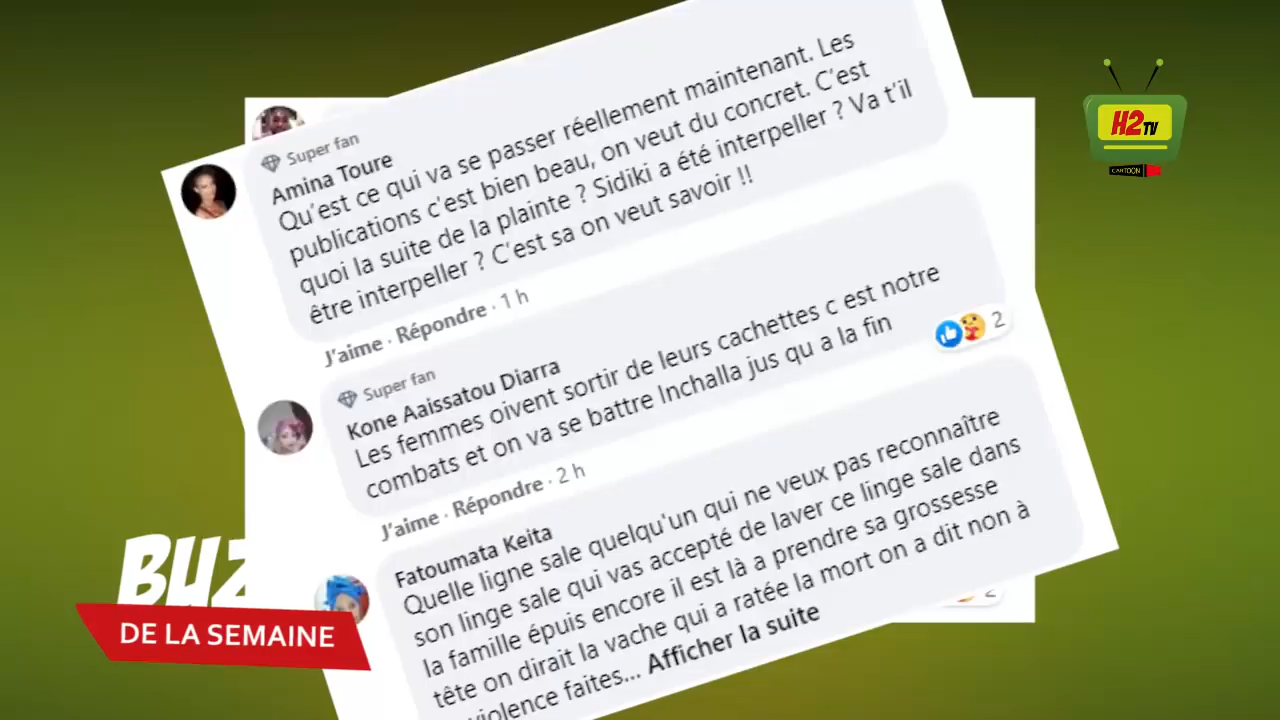 Super fan
Amina Toure
Qu'est ce qui va se passer réellement maintenant. Les
publications c'est bien beau, on veut du concret. C'est
quoi la suite de la plainte ? Sidiki a été interpeller ? Va t'il
être interpeller ? C'est sa on veut savoir !!
J'aime · Répondre · 1 h
Super fan
Kone Aaissatou Diarra
Les femmes oivent sortir de leurs cachettes c est notre
combats et on va se battre Inchalla jus qu a la fin
2
J'aime · Répondre · 2 h
Fatoumata Keita
Quelle ligne sale quelqu'un qui ne veux pas reconnaître
son linge sale qui vas accepté de laver ce linge sale dans
la famille épuis encore il est là a prendre sa grossesse
tête on dirait la vache qui a ratée la mort on a dit non à
violence faites... Afficher la suite
2
H2TV
CARTOON
BUZ
DE LA SEMAINE